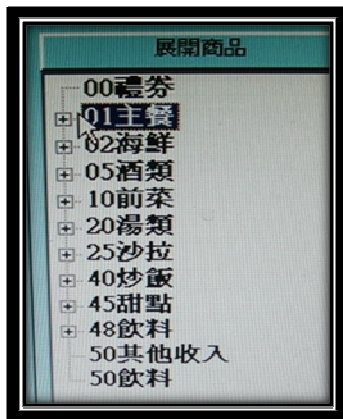 展開商品
00禮券
01主餐
02海鮮
05酒類
10前菜
20湯類
25沙拉
40炒飯
45甜點
48飲料
50其他收入
50飲料